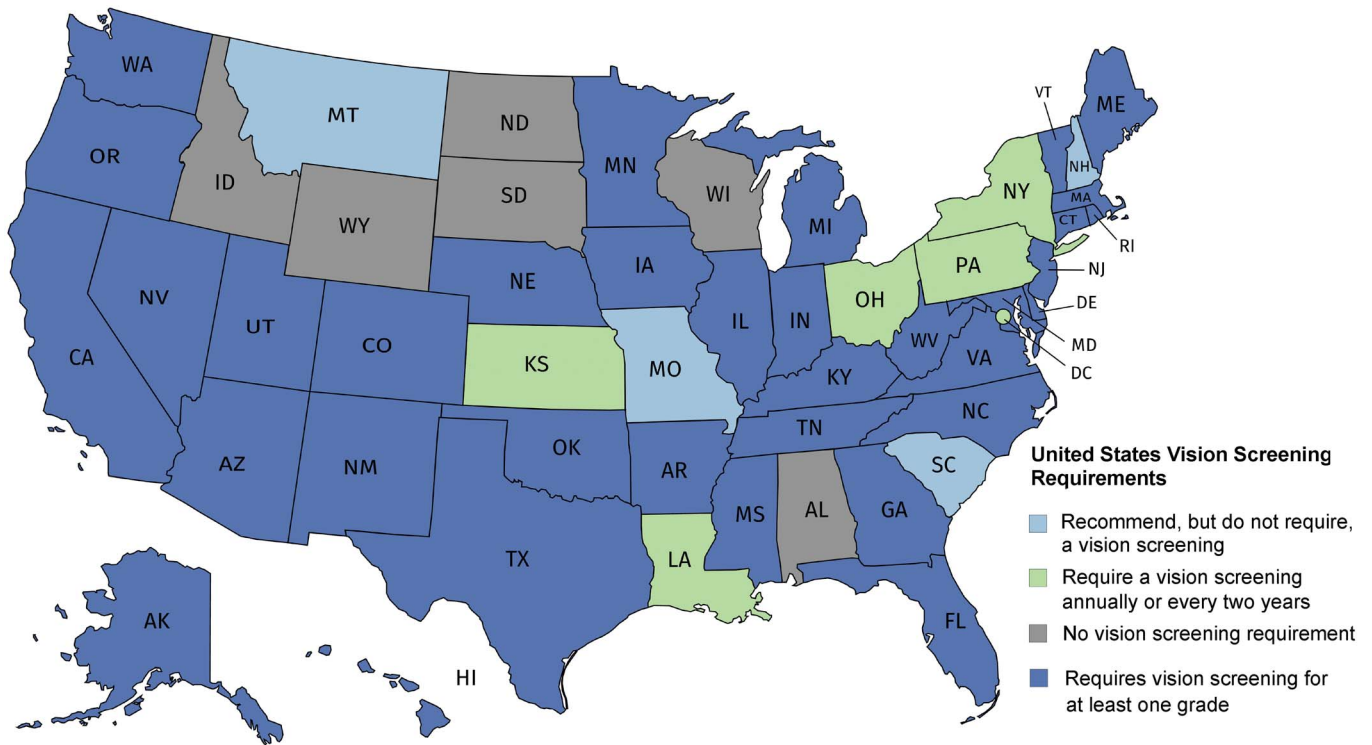 WA
MT
ND
MN
VT
ME
OR
ID
SD
WI
MI
NY
NH
MA
CT
RI
WY
NE
IA
PA
NJ
NV
UT
CO
IL
IN
OH
DE
MD
DC
CA
KS
MO
WV
VA
KY
NC
AZ
NM
OK
AR
TN
SC
MS
AL
GA
TX
LA
FL
AK
HI
United States Vision Screening
Requirements
Recommend, but do not require,
a vision screening
Require a vision screening
annually or every two years
No vision screening requirement
Requires vision screening for
at least one grade